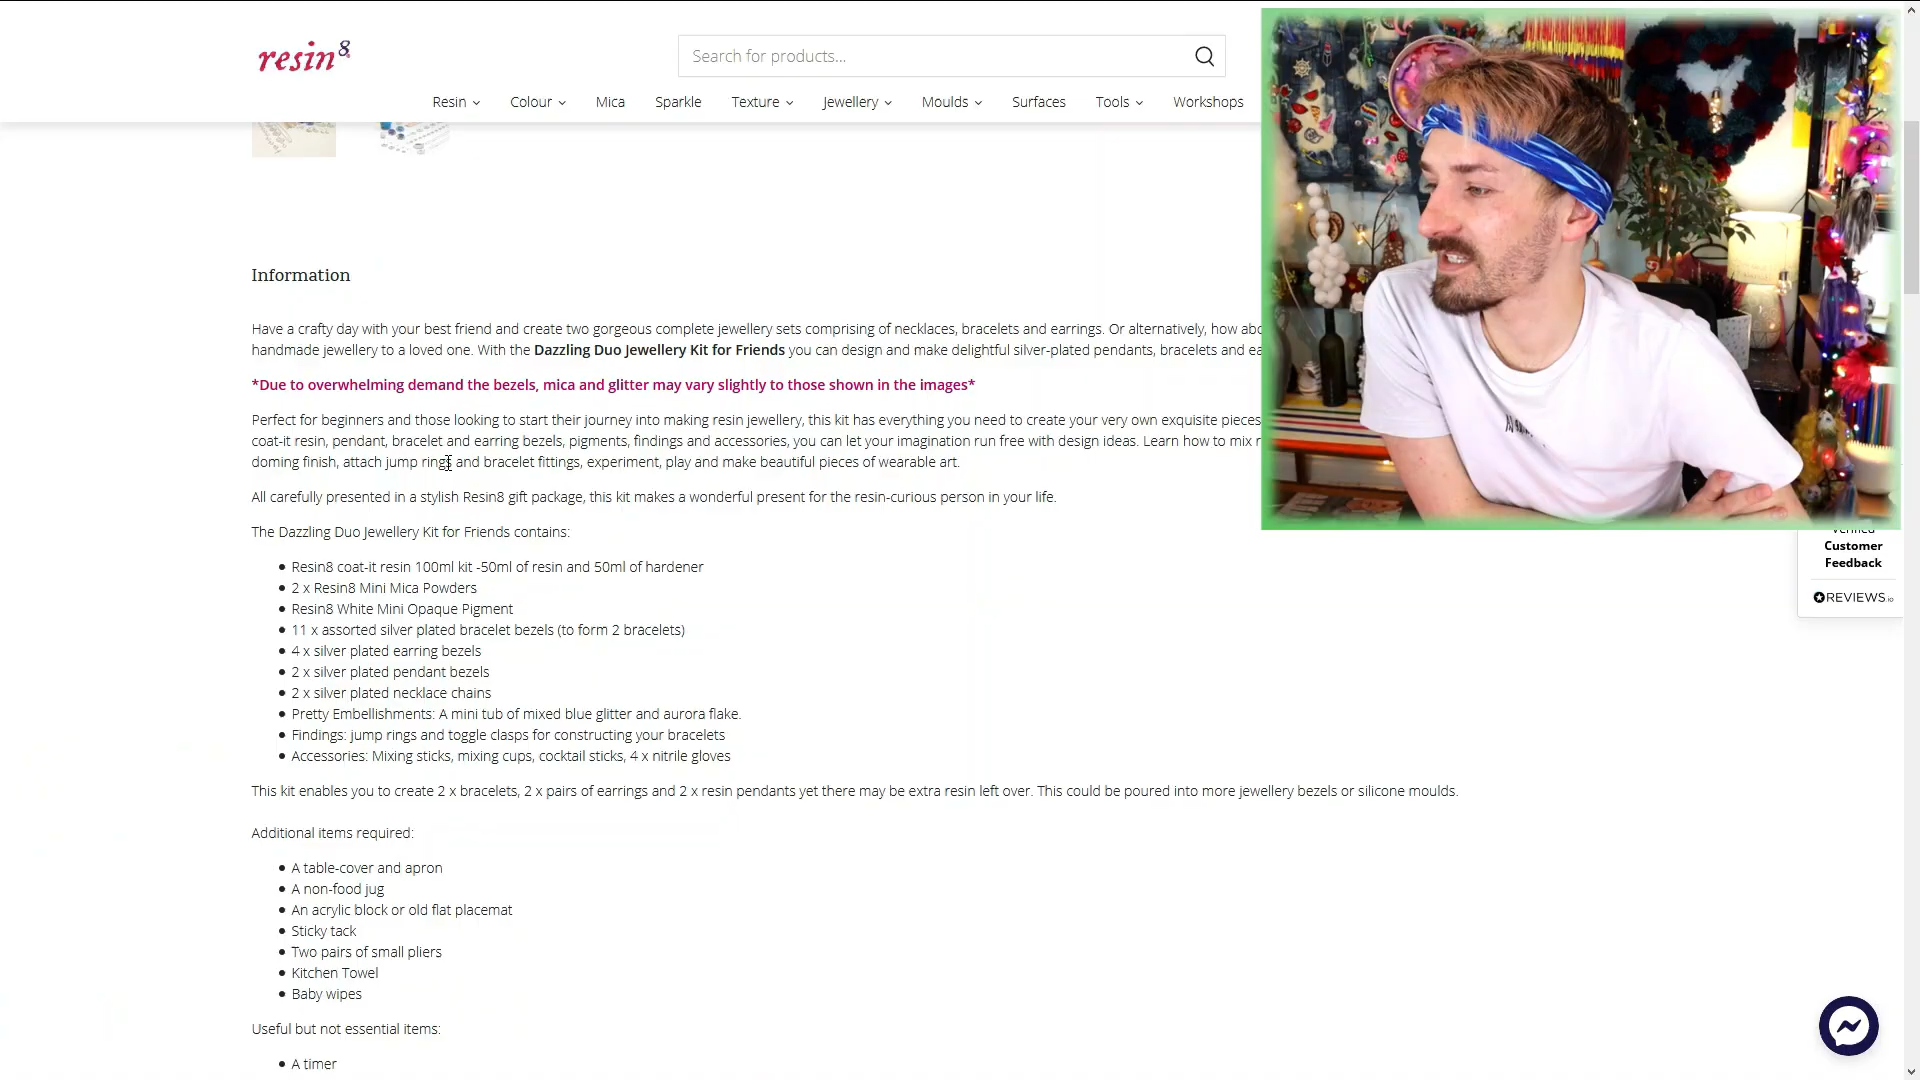 resin8
Search for products...
Resin Colour Mica Sparkle Texture Jewellery Moulds Surfaces Tools Workshops
Information
Have a crafty day with your best friend and create two gorgeous complete jewellery sets comprising of necklaces, bracelets and earrings. Or alternatively, how
handmade jewellery to a loved one. With the Dazzling Duo Jewellery Kit for Friends you can design and make delightful silver-plated pendants, bracelets and
*Due to overwhelming demand the bezels, mica and glitter may vary slightly to those shown in the images*
Perfect for beginners and those looking to start their journey into making resin jewellery, this kit has everything you need to create your very own exquisite pieces
coat-it resin, pendant, bracelet and earring bezels, pigments, findings and accessories, you can let your imagination run free with design ideas. Learn how to mix
doming finish, attach jump rings and bracelet fittings, experiment, play and make beautiful pieces of wearable art.
All carefully presented in a stylish Resin8 gift package, this kit makes a wonderful present for the resin-curious person in your life.
The Dazzling Duo Jewellery Kit for Friends contains:
Resin8 coat-it resin 100ml kit -50ml of resin and 50ml of hardener
2 x Resin8 Mini Mica Powders
Resin8 White Mini Opaque Pigment
11 x assorted silver plated bracelet bezels (to form 2 bracelets)
4 x silver plated earring bezels
2 x silver plated pendant bezels
2 x silver plated necklace chains
Pretty Embellishments: A mini tub of mixed blue glitter and aurora flake.
Findings: jump rings and toggle clasps for constructing your bracelets
Accessories: Mixing sticks, mixing cups, cocktail sticks, 4 x nitrile gloves
This kit enables you to create 2 x bracelets, 2 x pairs of earrings and 2 x resin pendants yet there may be extra resin left over. This could be poured into more jewellery bezels or silicone moulds.
Additional items required:
A table-cover and apron
A non-food jug
An acrylic block or old flat placemat
Sticky tack
Two pairs of small pliers
Kitchen Towel
Baby wipes
Useful but not essential items:
A timer
Verified
Customer
Feedback
REVIEWS.io